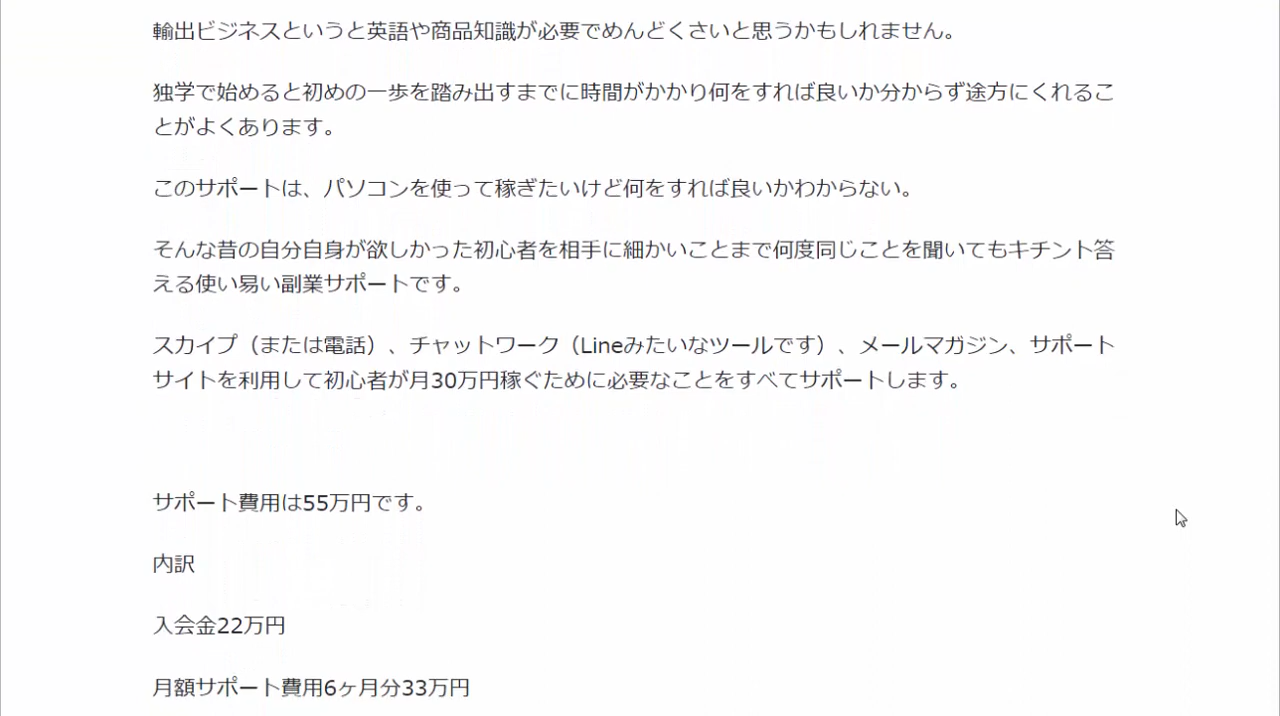 輸出ビジネスというと英語や商品知識が必要でめんどくさいと思うかもしれません。
独学で始めると初めの一歩を踏み出すまでに時間がかかり何をすれば良いか分からず途方にくれるこ
とがよくあります。
このサポートは、パソコンを使って稼ぎたいけど何をすれば良いかわからない。
そんな昔の自分自身が欲しかった初心者を相手に細かいことまで何度同じことを聞いてもキチント答
える使い易い副業サポートです。
スカイプ（または電話）、チャットワーク（Lineみたいなツールです）、メールマガジン、サポート
サイトを利用して初心者が月30万円稼ぐために必要なことをすべてサポートします。
サポート費用は55万円です。
内訳
入会金22万円
月額サポート費用6ヶ月分33万円